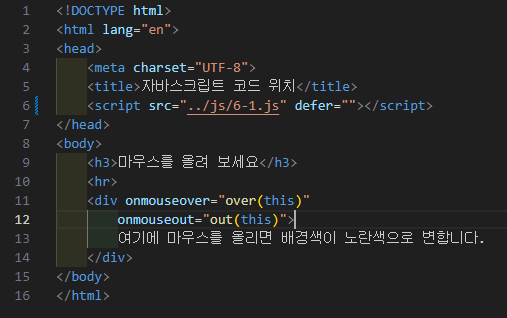 1 <!DOCTYPE html>
2 <html lang="en">
3 <head>
4 <meta charset="UTF-8">
5 <title>자바스크립트 코드 위치</title>
6 <script src="../js/6-1.js" defer=""></script>
7 </head>
8 <body>
9 <h3>마우스를 올려 보세요</h3>
10 <hr>
11 <div onmouseover="over(this)"
12 onmouseout="out(this)">
13 여기에 마우스를 올리면 배경색이 노란색으로 변합니다.
14 </div>
15 </body>
16 </html>